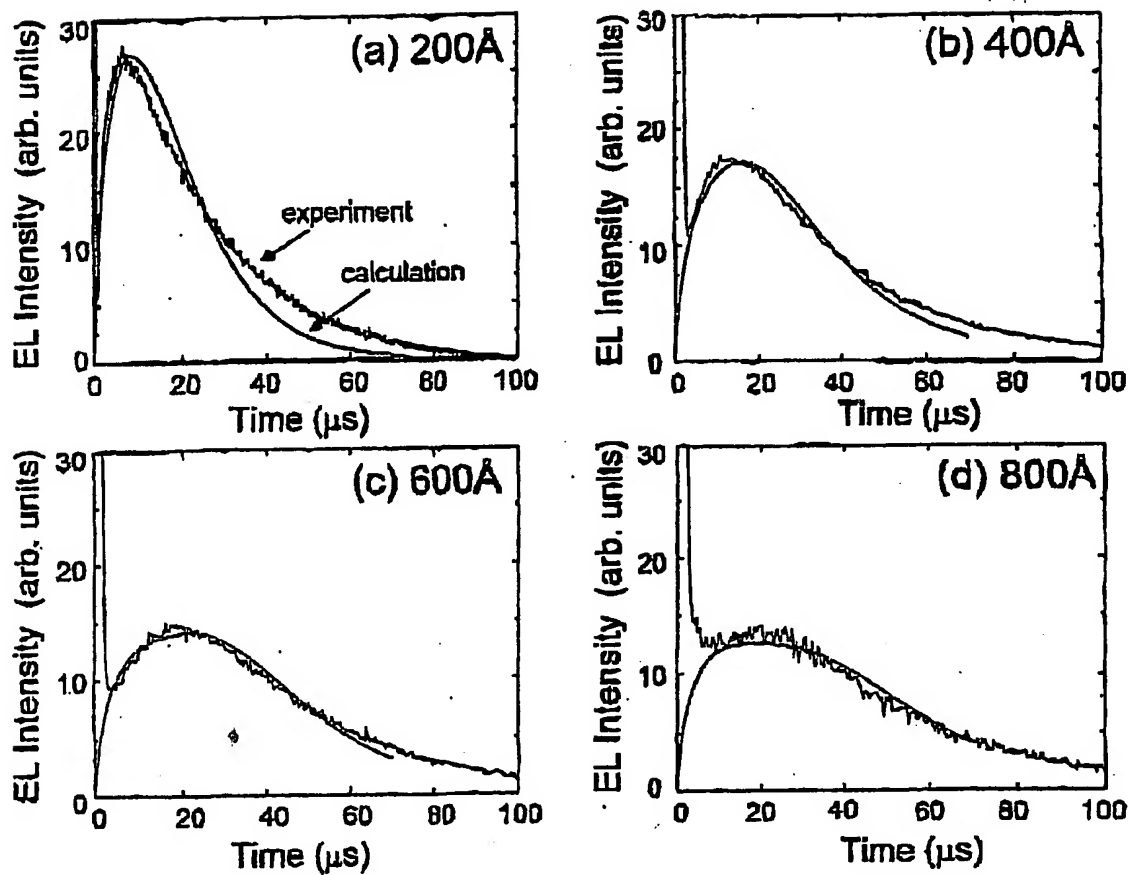 (a) 200Å
EL Intensity (arb. units)
30
20
10
0
experiment
calculation
0 20 40 60 80 100
Time (μs)
(b) 400Å
EL Intensity (arb. units)
30
20
10
0
0 20 40 60 80 100
Time (μs)
(c) 600Å
EL Intensity (arb. units)
30
20
10
0
0 20 40 60 80 100
Time (μs)
(d) 800Å
EL Intensity (arb. units)
30
20
10
0
0 20 40 60 80 100
Time (μs)